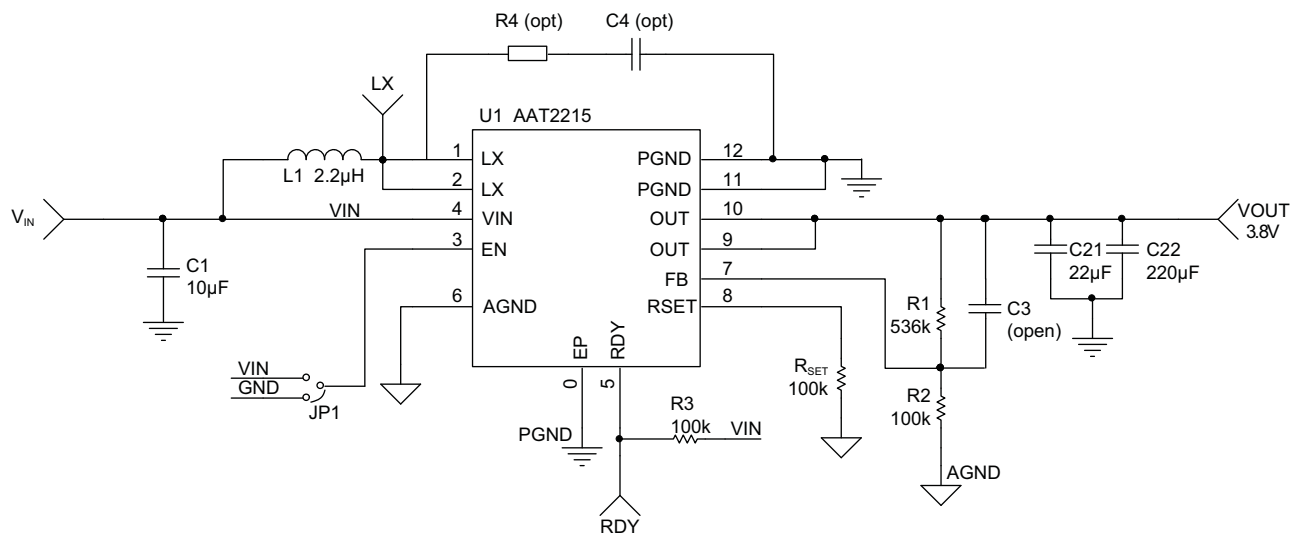 R4 (opt)
C4 (opt)
LX
U1 AAT2215
1
LX
PGND
12
L1 2.2µH
2
LX
PGND
11
VIN
VIN
4
VIN
OUT
10
VOUT
3.8V
3
EN
OUT
9
C1
10µF
C21
22µF
C22
220µF
FB
7
6
AGND
RSET
8
R1
536k
C3
(open)
EP
RDY
0
5
VIN
GND
JP1
RSET
100k
R2
100k
R3
100k
VIN
PGND
AGND
RDY